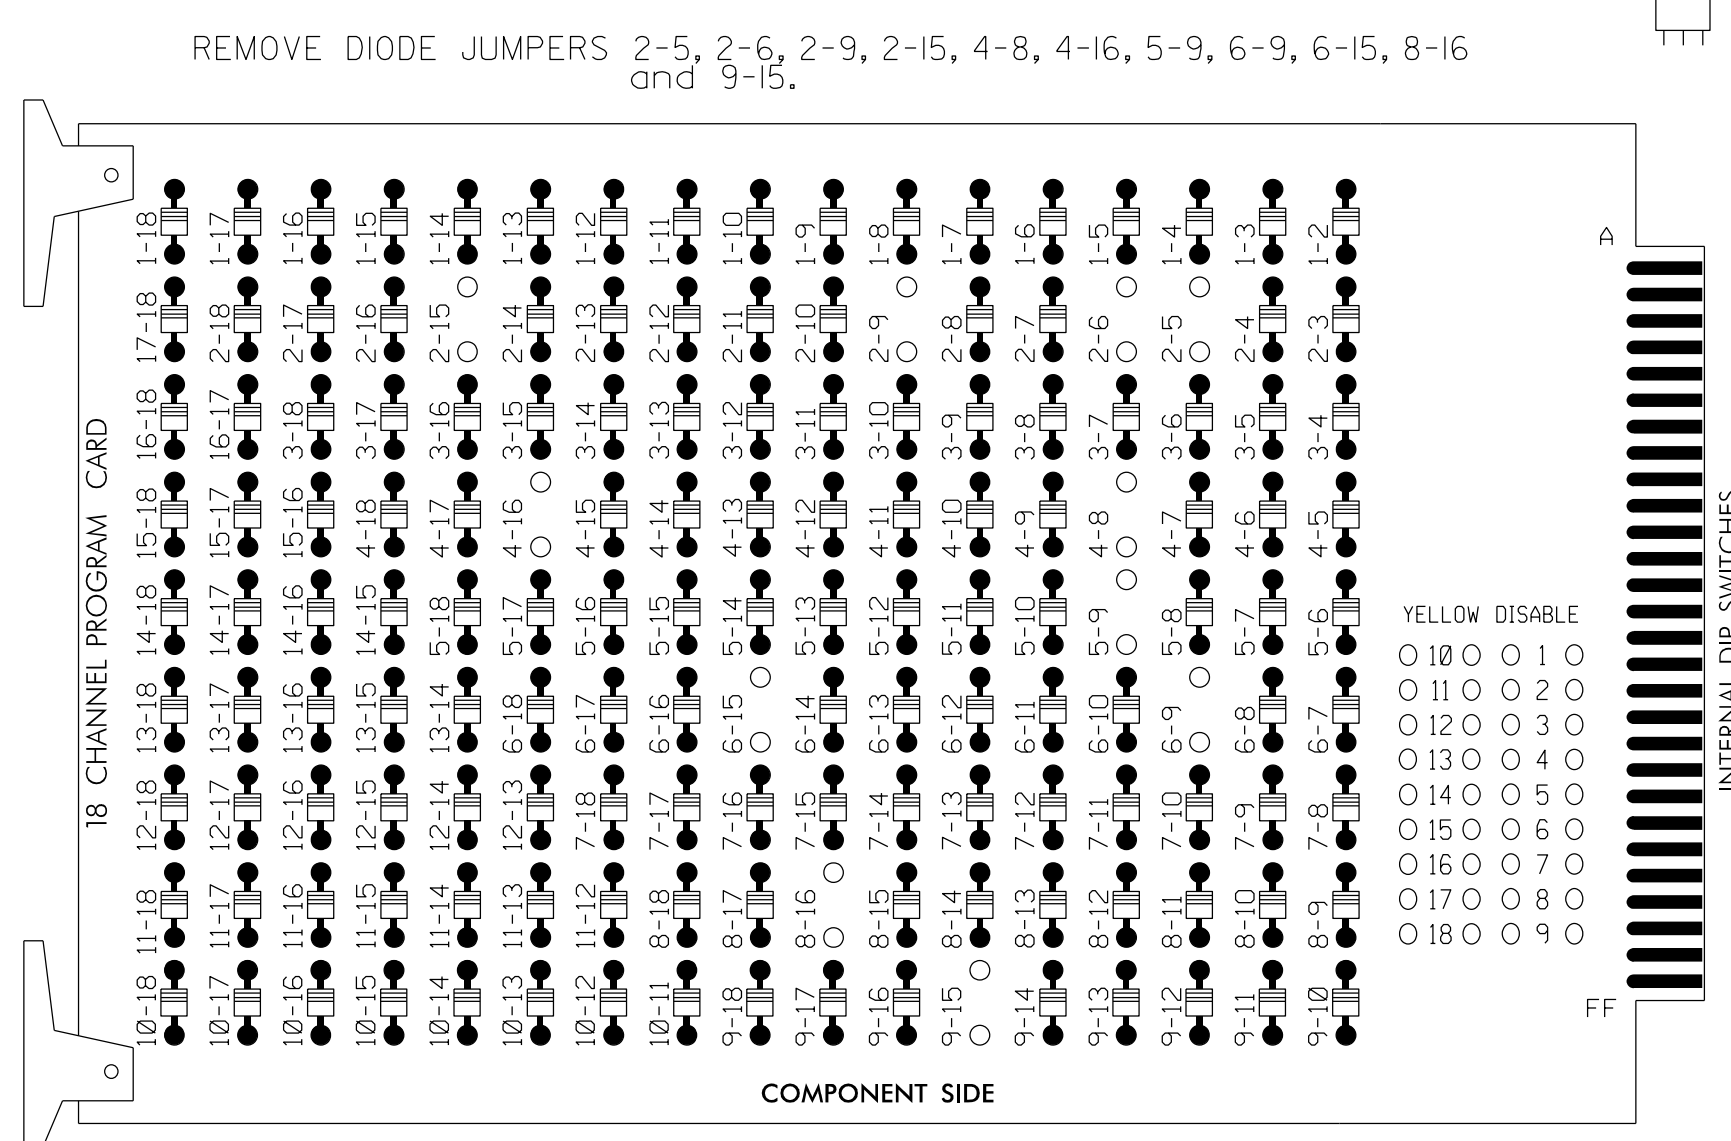 REMOVE DIODE JUMPERS 2-5, 2-6, 2-9, 2-15, 4-8, 4-16, 5-9, 6-9, 6-15, 8-16
and 9-15.
1-18 1-17 1-16 1-15 1-14 1-13 1-12 1-11 1-10 1-9 1-8 1-7 1-6 1-5 1-4 1-3 1-2
17-18 2-18 2-17 2-16 2-15 2-14 2-13 2-12 2-11 2-10 2-9 2-8 2-7 2-6 2-5 2-4 2-3
16-18 16-17 3-18 3-17 3-16 3-15 3-14 3-13 3-12 3-11 3-10 3-9 3-8 3-7 3-6 3-5 3-4
15-18 15-17 15-16 4-18 4-17 4-16 4-15 4-14 4-13 4-12 4-11 4-10 4-9 4-8 4-7 4-6 4-5
14-18 14-17 14-16 14-15 5-18 5-17 5-16 5-15 5-14 5-13 5-12 5-11 5-10 5-9 5-8 5-7 5-6
13-18 13-17 13-16 13-15 13-14 6-18 6-17 6-16 6-15 6-14 6-13 6-12 6-11 6-10 6-9 6-8 6-7
12-18 12-17 12-16 12-15 12-14 12-13 7-18 7-17 7-16 7-15 7-14 7-13 7-12 7-11 7-10 7-9 7-8
11-18 11-17 11-16 11-15 11-14 11-13 11-12 8-18 8-17 8-16 8-15 8-14 8-13 8-12 8-11 8-10 8-9
10-18 10-17 10-16 10-15 10-14 10-13 10-12 10-11 9-18 9-17 9-16 9-15 9-14 9-13 9-12 9-11 9-10
18 CHANNEL PROGRAM CARD
A
YELLOW DISABLE
10 1
11 2
12 3
13 4
14 5
15 6
16 7
17 8
18 9
FF
COMPONENT SIDE
INTERNAL DIP SWITCHES